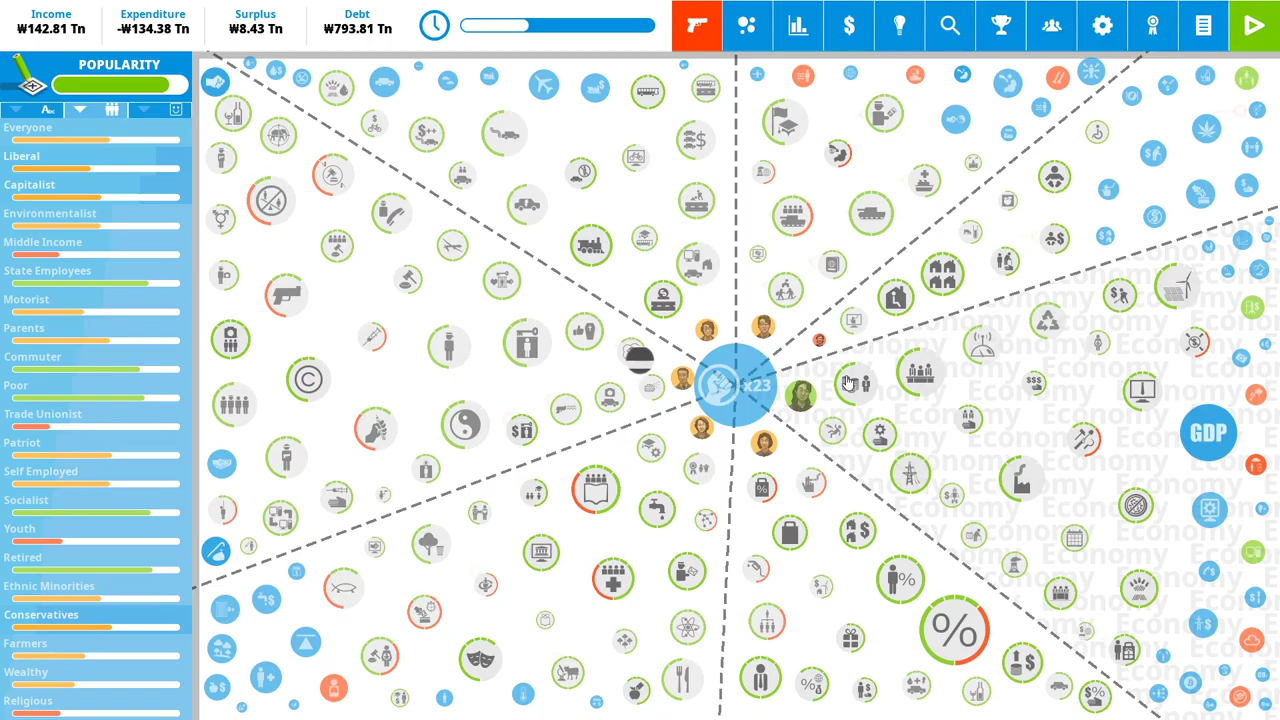 Income
₩142.81 Tn
Expenditure
-₩134.38 Tn
Surplus
₩8.43 Tn
Debt
₩793.81 Tn
POPULARITY
Everyone
Liberal
Capitalist
Environmentalist
Middle Income
State Employees
Motorist
Parents
Commuter
Poor
Trade Unionist
Patriot
Self Employed
Socialist
Youth
Retired
Ethnic Minorities
Conservatives
Farmers
Wealthy
Religious
x23
GDP
Economy